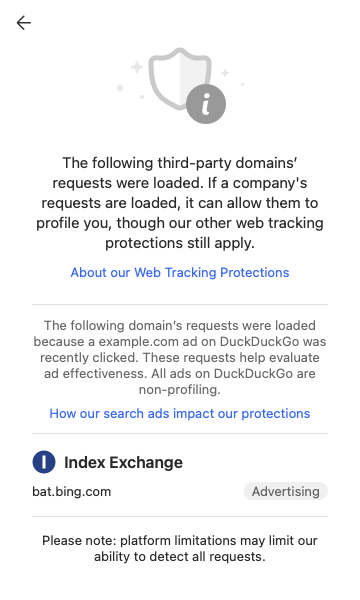 The following third-party domains’
requests were loaded. If a company's
requests are loaded, it can allow them to
profile you, though our other web tracking
protections still apply.
About our Web Tracking Protections
The following domain’s requests were loaded
because a example.com ad on DuckDuckGo was
recently clicked. These requests help evaluate
ad effectiveness. All ads on DuckDuckGo are
non-profiling.
How our search ads impact our protections
I Index Exchange
bat.bing.com Advertising
Please note: platform limitations may limit our
ability to detect all requests.